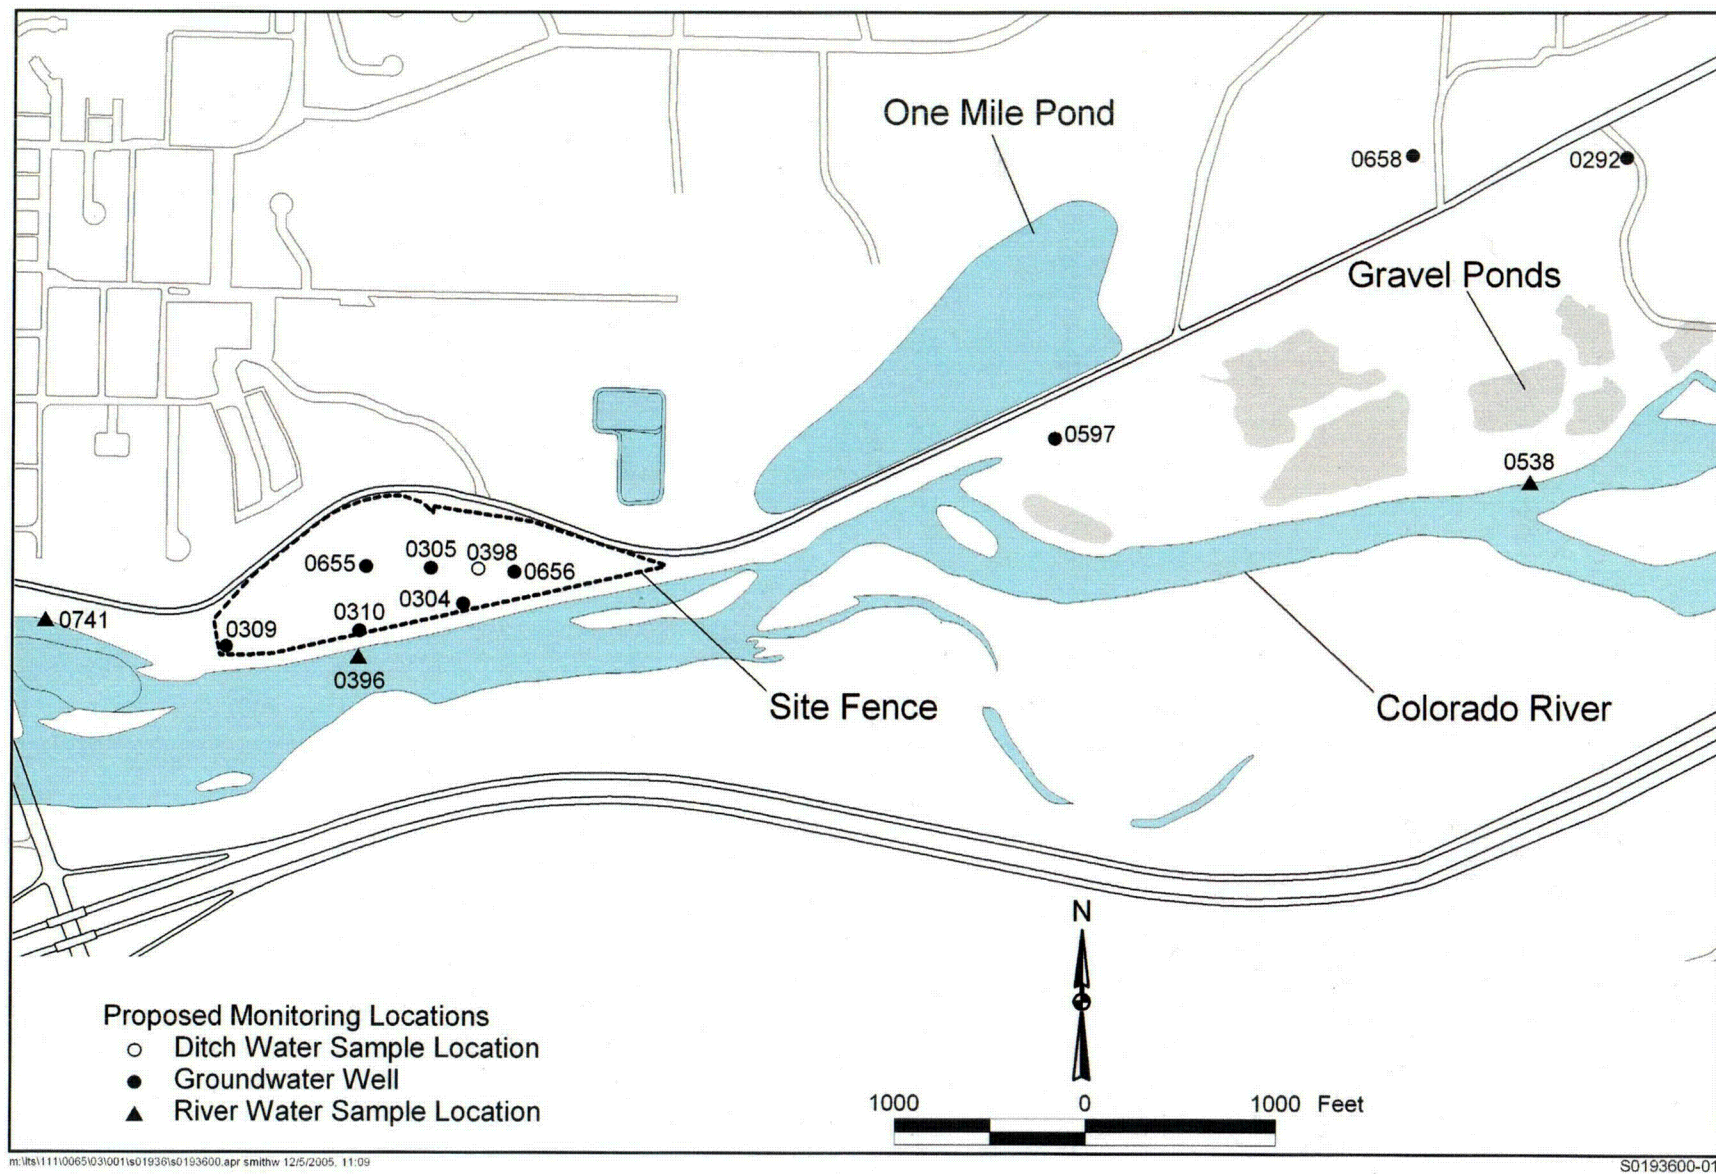 One Mile Pond
0658
0292
Gravel Ponds
0597
0538
0655
0305
0398
0656
0304
0310
0309
0741
0396
Site Fence
Colorado River
N
Proposed Monitoring Locations
Ditch Water Sample Location
Groundwater Well
River Water Sample Location
1000 0 1000 Feet
m:\lts\111\0065\03\001\s01936\s0193600.apr smithw 12/5/2005, 11:09
S0193600-01